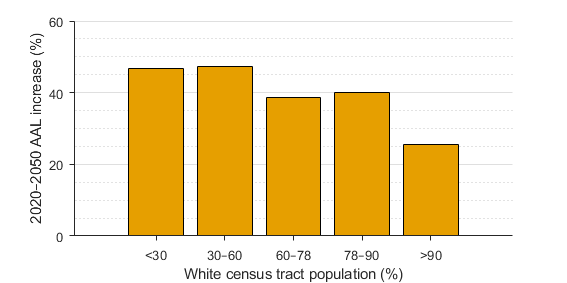 60
40
20
0
2020–2050 AAL increase (%)
<30 30–60 60–78 78–90 >90
White census tract population (%)